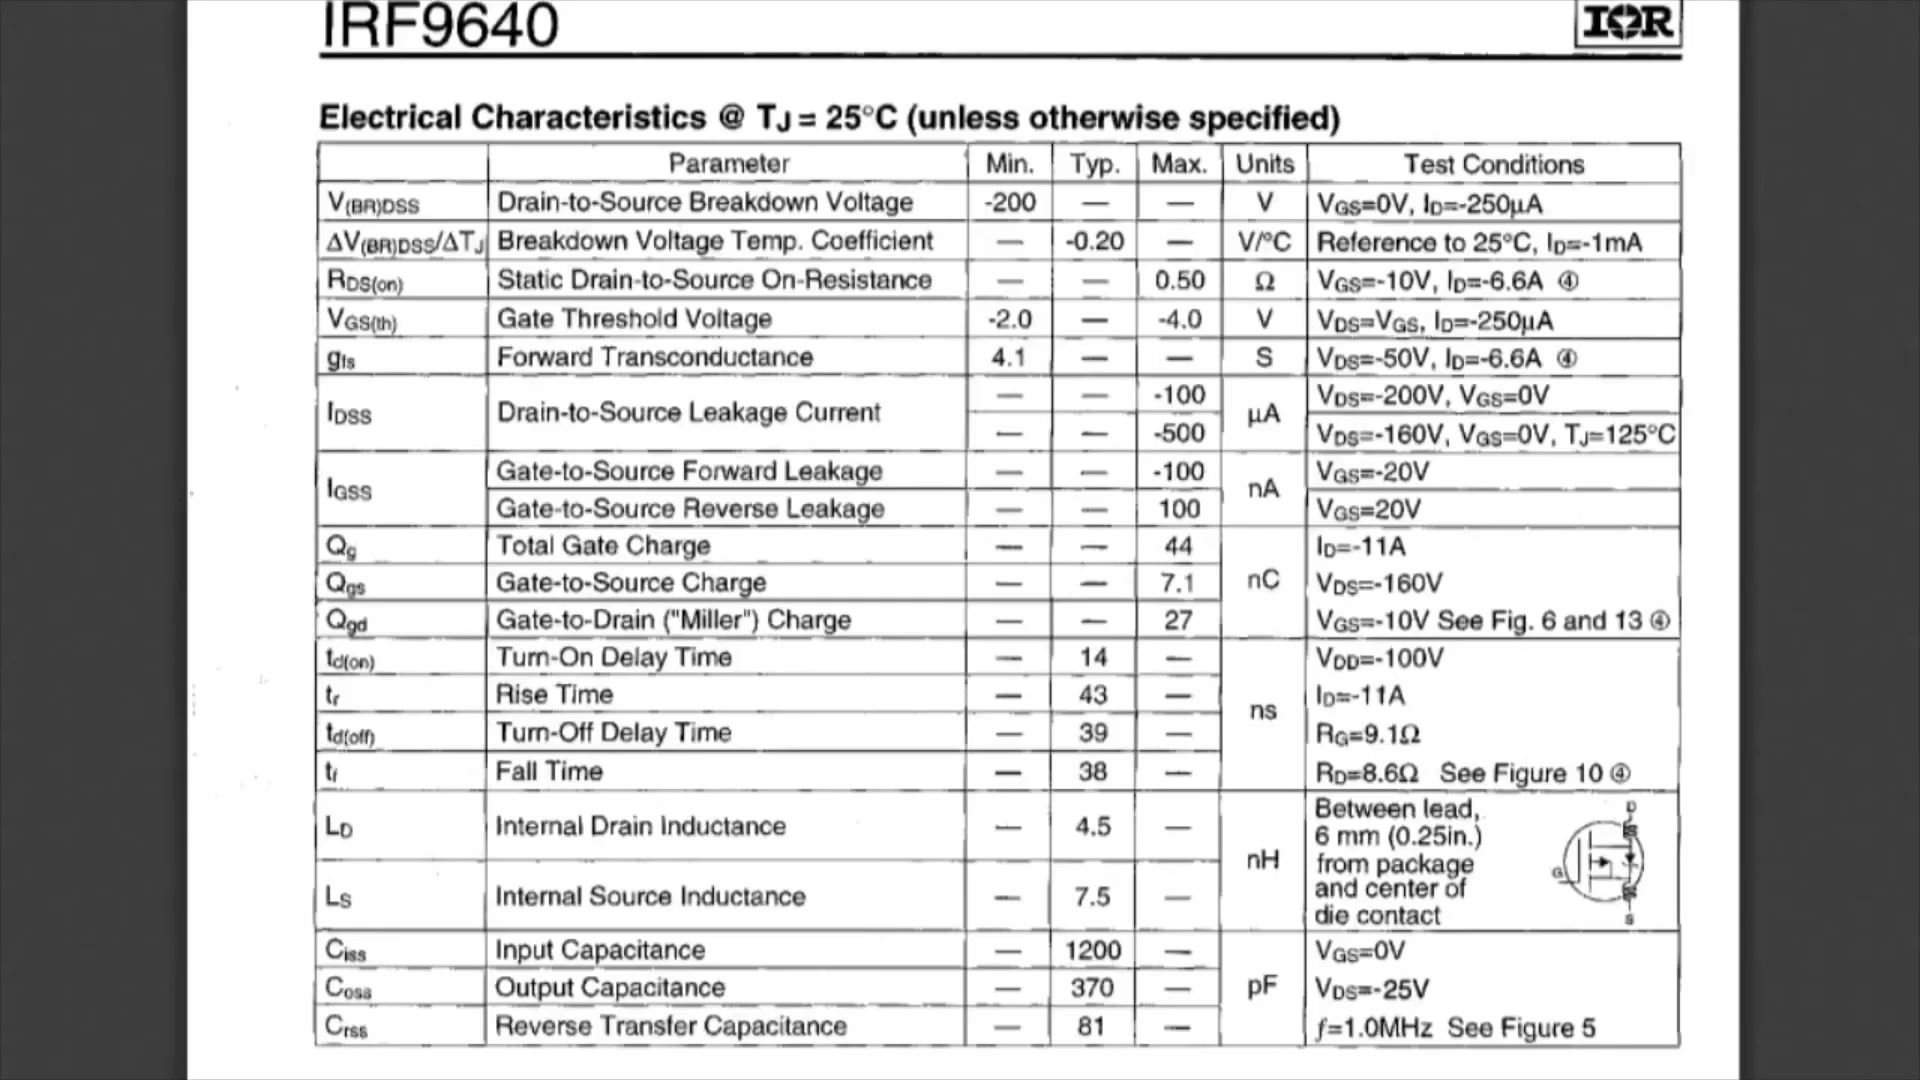 IRF9640
IOR
Electrical Characteristics @ TJ = 25°C (unless otherwise specified)
Parameter Min. Typ. Max. Units Test Conditions
V(BR)DSS Drain-to-Source Breakdown Voltage -200 — — V VGS=0V, ID=-250µA
ΔV(BR)DSS/ΔTJ Breakdown Voltage Temp. Coefficient — -0.20 — V/°C Reference to 25°C, ID=-1mA
RDS(on) Static Drain-to-Source On-Resistance — — 0.50 Ω VGS=-10V, ID=-6.6A ④
VGS(th) Gate Threshold Voltage -2.0 — -4.0 V VDS=VGS, ID=-250µA
gfs Forward Transconductance 4.1 — — S VDS=-50V, ID=-6.6A ④
IDSS Drain-to-Source Leakage Current — — -100 µA VDS=-200V, VGS=0V
— — -500 VDS=-160V, VGS=0V, TJ=125°C
IGSS Gate-to-Source Forward Leakage — — -100 nA VGS=-20V
Gate-to-Source Reverse Leakage — — 100 VGS=20V
Qg Total Gate Charge — — 44 nC ID=-11A
Qgs Gate-to-Source Charge — — 7.1 VDS=-160V
Qgd Gate-to-Drain ("Miller") Charge — — 27 VGS=-10V See Fig. 6 and 13 ④
td(on) Turn-On Delay Time — 14 — ns VDD=-100V
tr Rise Time — 43 — ID=-11A
td(off) Turn-Off Delay Time — 39 — RG=9.1Ω
tf Fall Time — 38 — RD=8.6Ω See Figure 10 ④
LD Internal Drain Inductance — 4.5 — nH Between lead,
6 mm (0.25in.)
from package
and center of
die contact
D
G
S
LS Internal Source Inductance — 7.5 —
Ciss Input Capacitance — 1200 — pF VGS=0V
Coss Output Capacitance — 370 — VDS=-25V
Crss Reverse Transfer Capacitance — 81 — f=1.0MHz See Figure 5